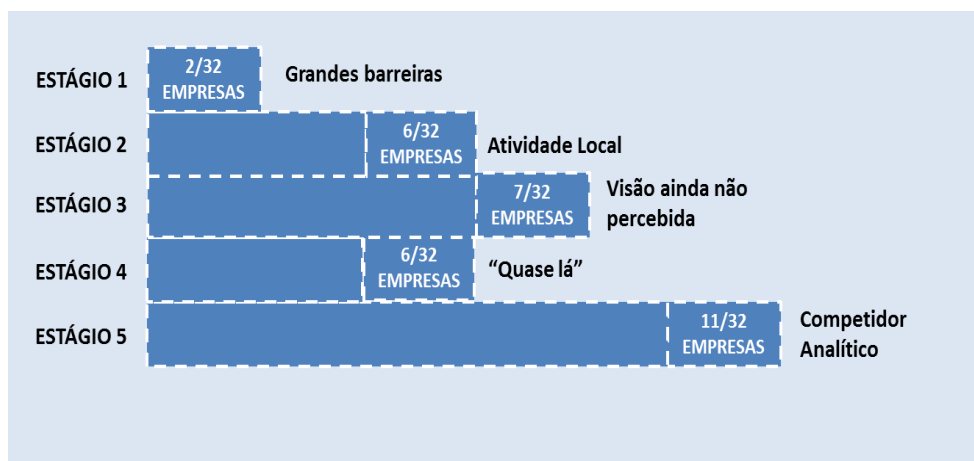 ESTÁGIO 1
2/32
EMPRESAS
Grandes barreiras
ESTÁGIO 2
6/32
EMPRESAS
Atividade Local
ESTÁGIO 3
7/32
EMPRESAS
Visão ainda não
percebida
ESTÁGIO 4
6/32
EMPRESAS
“Quase lá”
ESTÁGIO 5
11/32
EMPRESAS
Competidor
Analítico